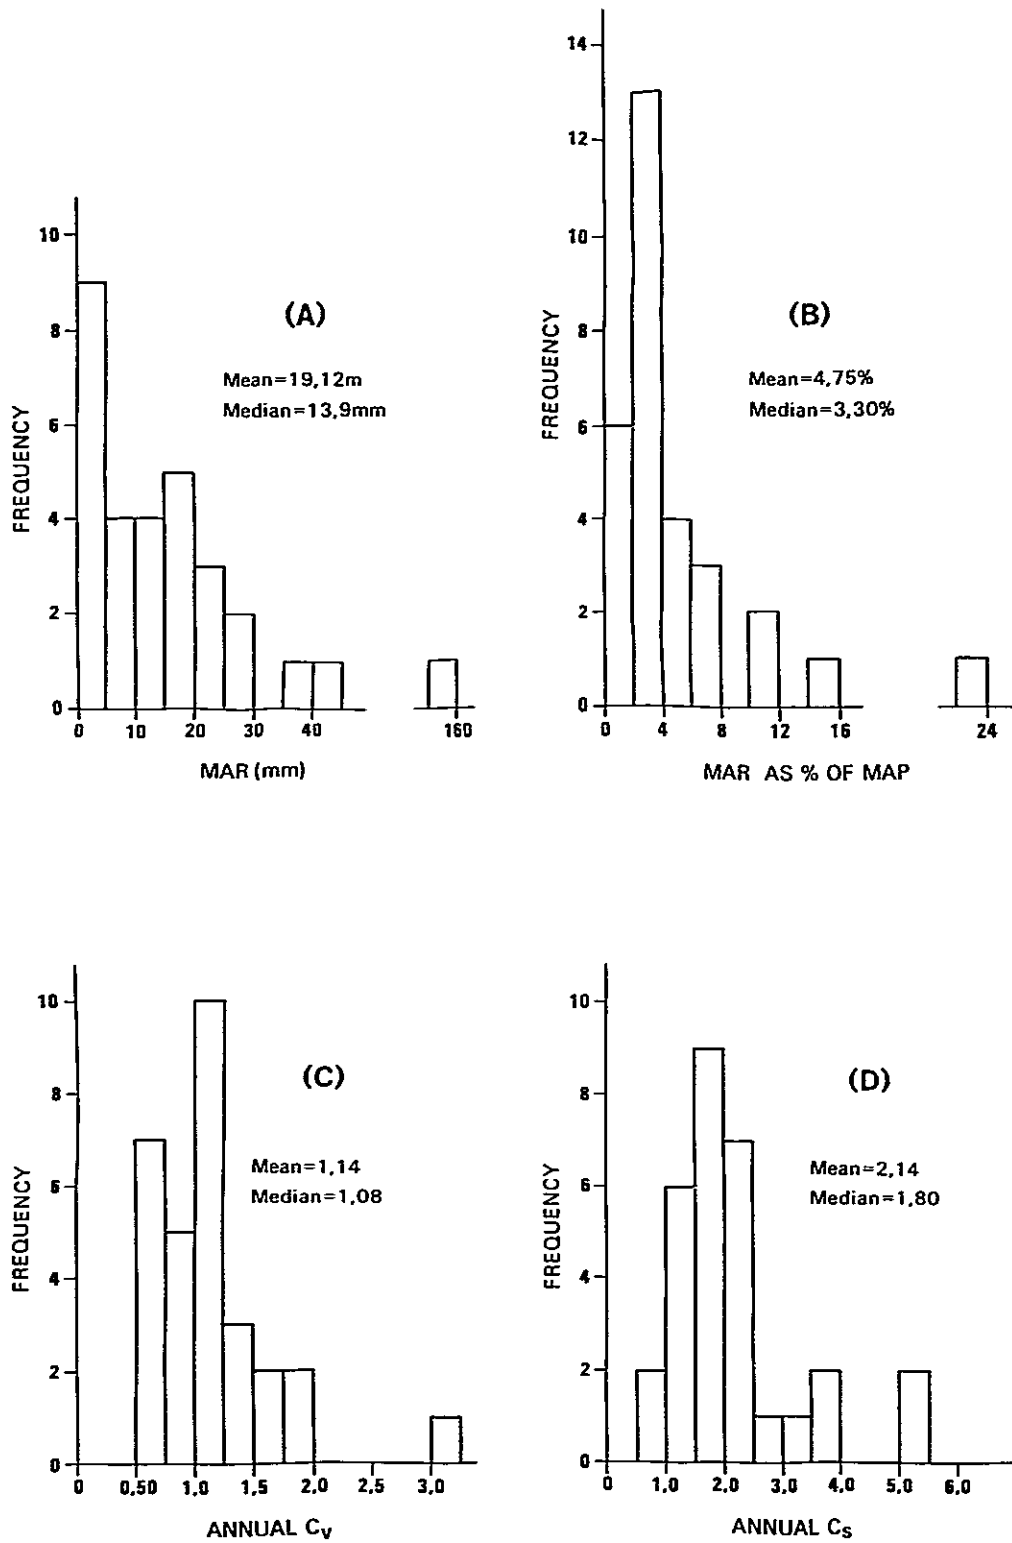 (A)
Mean=19,12m
Median=13,9mm
FREQUENCY
10
8
6
4
2
0
0 10 20 30 40 160
MAR (mm)
(B)
Mean=4,75%
Median=3,30%
FREQUENCY
14
12
10
8
6
4
2
0
0 4 8 12 16 24
MAR AS % OF MAP
(C)
Mean=1,14
Median=1,08
FREQUENCY
10
8
6
4
2
0
0 0,50 1,0 1,5 2,0 2,5 3,0
ANNUAL Cv
(D)
Mean=2,14
Median=1,80
FREQUENCY
10
8
6
4
2
0
0 1,0 2,0 3,0 4,0 5,0 6,0
ANNUAL Cs